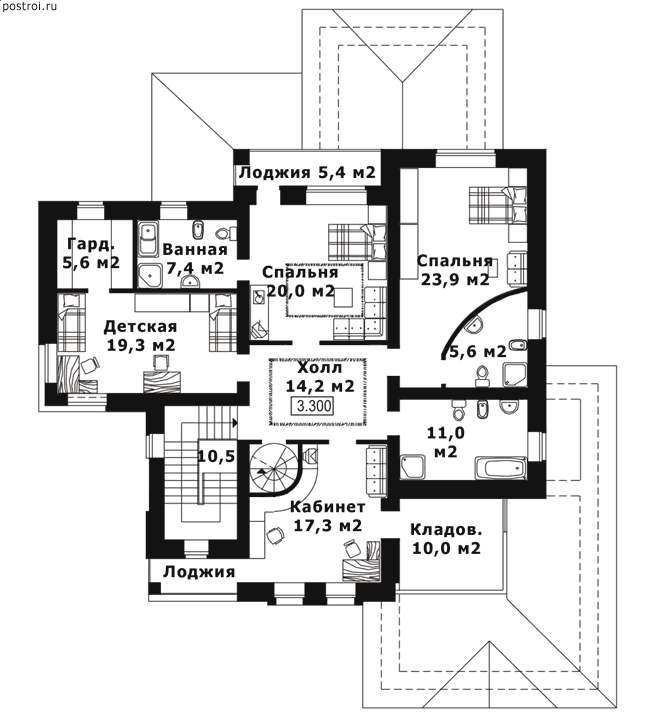 postroi.ru
Лоджия 5,4 м2
Гард.
5,6 м2
Ванная
7,4 м2
Спальня
20,0 м2
Спальня
23,9 м2
Детская
19,3 м2
5,6 м2
Холл
14,2 м2
3.300
11,0
м2
10,5
Кабинет
17,3 м2
Кладов.
10,0 м2
Лоджия